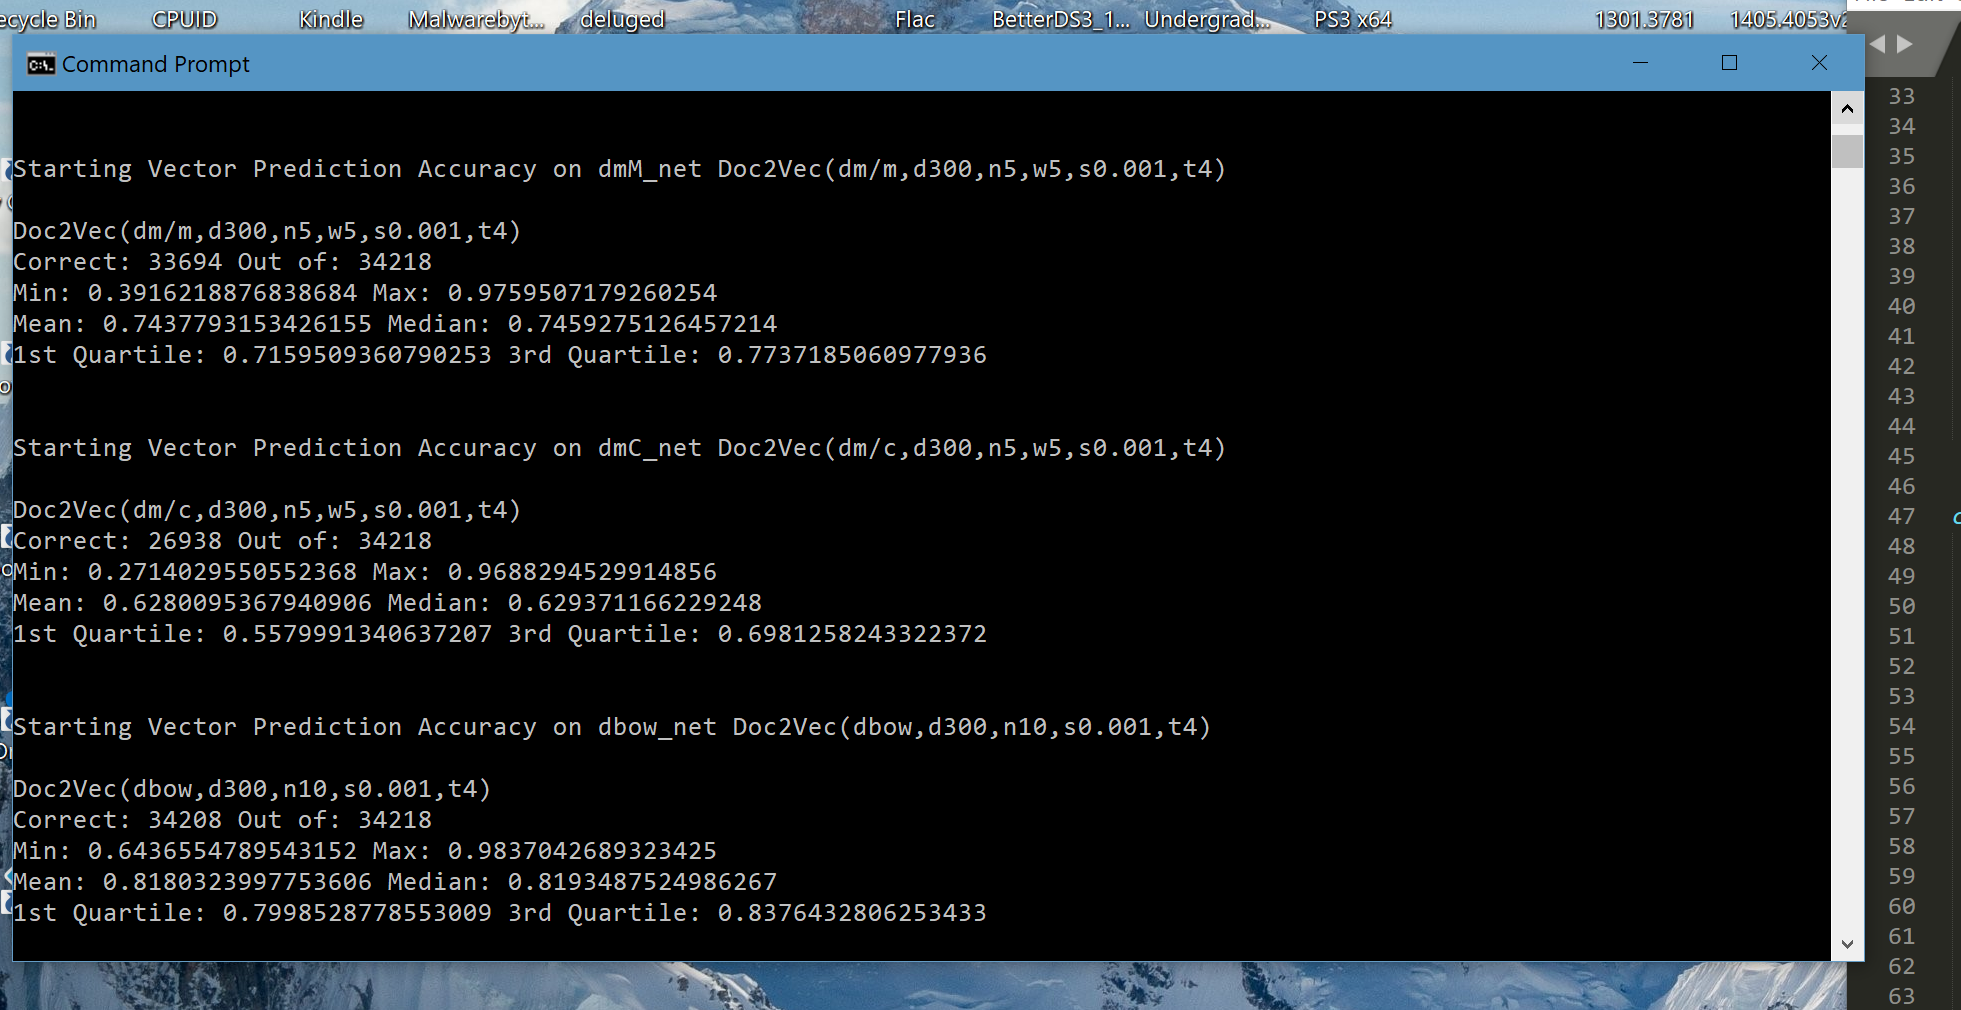 ecycle Bin CPUID Kindle Malwarebyt... deluged Flac BetterDS3_1... Undergrad... PS3 x64 1301.3781 1405.4053v2
Command Prompt
Starting Vector Prediction Accuracy on dmM_net Doc2Vec(dm/m,d300,n5,w5,s0.001,t4)
Doc2Vec(dm/m,d300,n5,w5,s0.001,t4)
Correct: 33694 Out of: 34218
Min: 0.3916218876838684 Max: 0.9759507179260254
Mean: 0.7437793153426155 Median: 0.7459275126457214
1st Quartile: 0.7159509360790253 3rd Quartile: 0.7737185060977936
Starting Vector Prediction Accuracy on dmC_net Doc2Vec(dm/c,d300,n5,w5,s0.001,t4)
Doc2Vec(dm/c,d300,n5,w5,s0.001,t4)
Correct: 26938 Out of: 34218
Min: 0.2714029550552368 Max: 0.9688294529914856
Mean: 0.6280095367940906 Median: 0.629371166229248
1st Quartile: 0.5579991340637207 3rd Quartile: 0.6981258243322372
Starting Vector Prediction Accuracy on dbow_net Doc2Vec(dbow,d300,n10,s0.001,t4)
Doc2Vec(dbow,d300,n10,s0.001,t4)
Correct: 34208 Out of: 34218
Min: 0.6436554789543152 Max: 0.9837042689323425
Mean: 0.8180323997753606 Median: 0.8193487524986267
1st Quartile: 0.7998528778553009 3rd Quartile: 0.8376432806253433
33
34
35
36
37
38
39
40
41
42
43
44
45
46
47
48
49
50
51
52
53
54
55
56
57
58
59
60
61
62
63